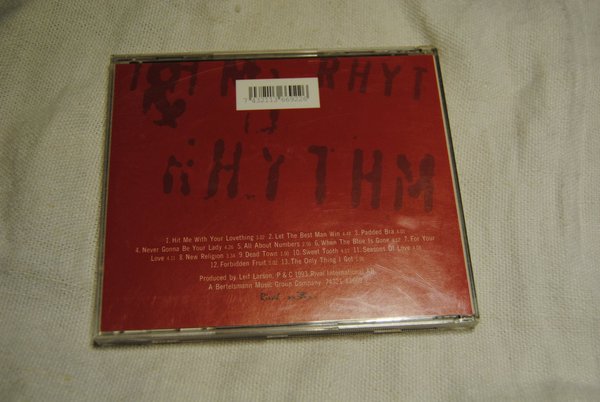 RHYT
RHYTHM
1. Hit Me With Your Lovething 2. Let The Best Man Win 3. Padded Bra
4. Never Gonna Be Your Lady 5. All About Numbers 6. When The Blue Is Gone 7. For Your
Love 8. New Religion 9. Dead Town 10. Sweet Tooth 11. Seasons Of Love
12. Forbidden Fruit 13. The Only Thing I Got
Produced by Leif Larson, P & C 1993 Rival International AB
A Bertelsmann Music Group Company.